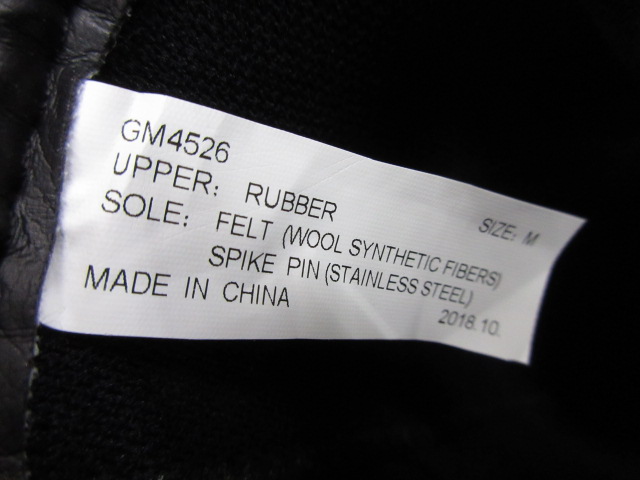 GM4526
UPPER: RUBBER
SIZE: M
SOLE: FELT (WOOL SYNTHETIC FIBERS)
SPIKE PIN (STAINLESS STEEL)
MADE IN CHINA
2018.10.